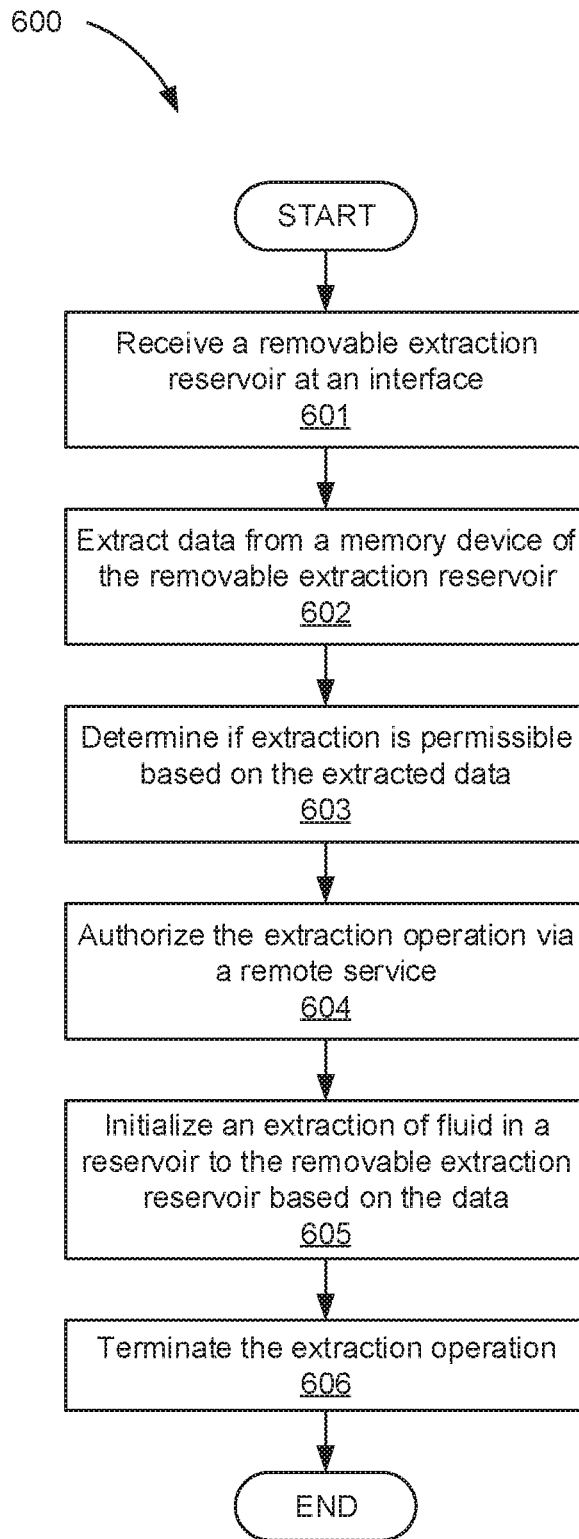 600
START
Receive a removable extraction
reservoir at an interface
601
Extract data from a memory device of
the removable extraction reservoir
602
Determine if extraction is permissible
based on the extracted data
603
Authorize the extraction operation via
a remote service
604
Initialize an extraction of fluid in a
reservoir to the removable extraction
reservoir based on the data
605
Terminate the extraction operation
606
END